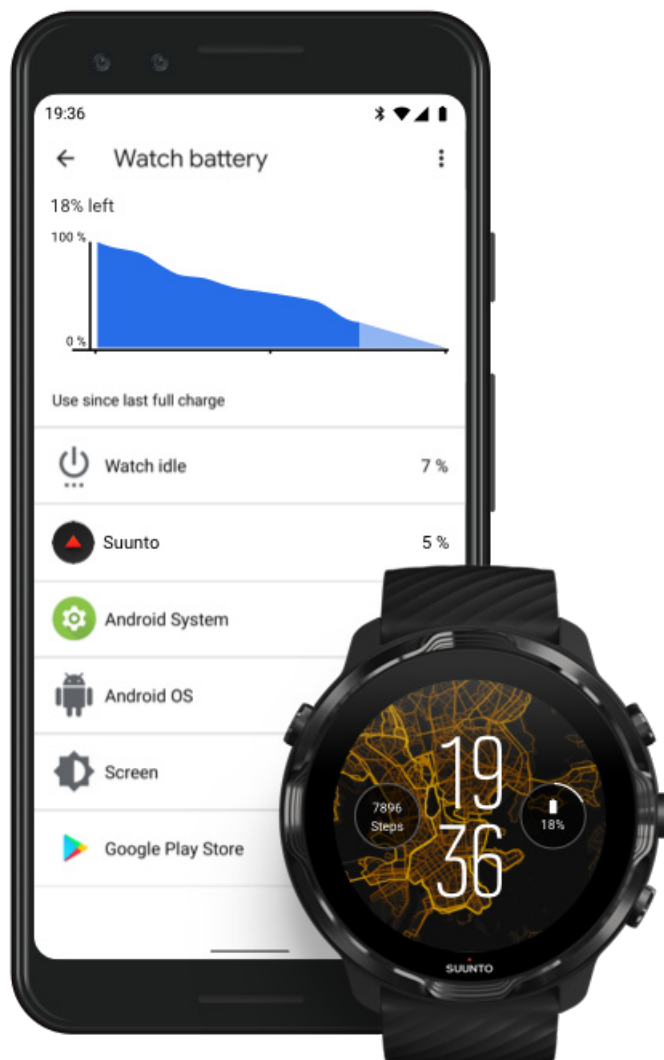 19:36
Watch battery
18% left
100 %
0 %
Use since last full charge
Watch idle 7 %
Suunto 5 %
Android System
Android OS
Screen
Google Play Store
19
36
7896
Steps
18%
SUUNTO